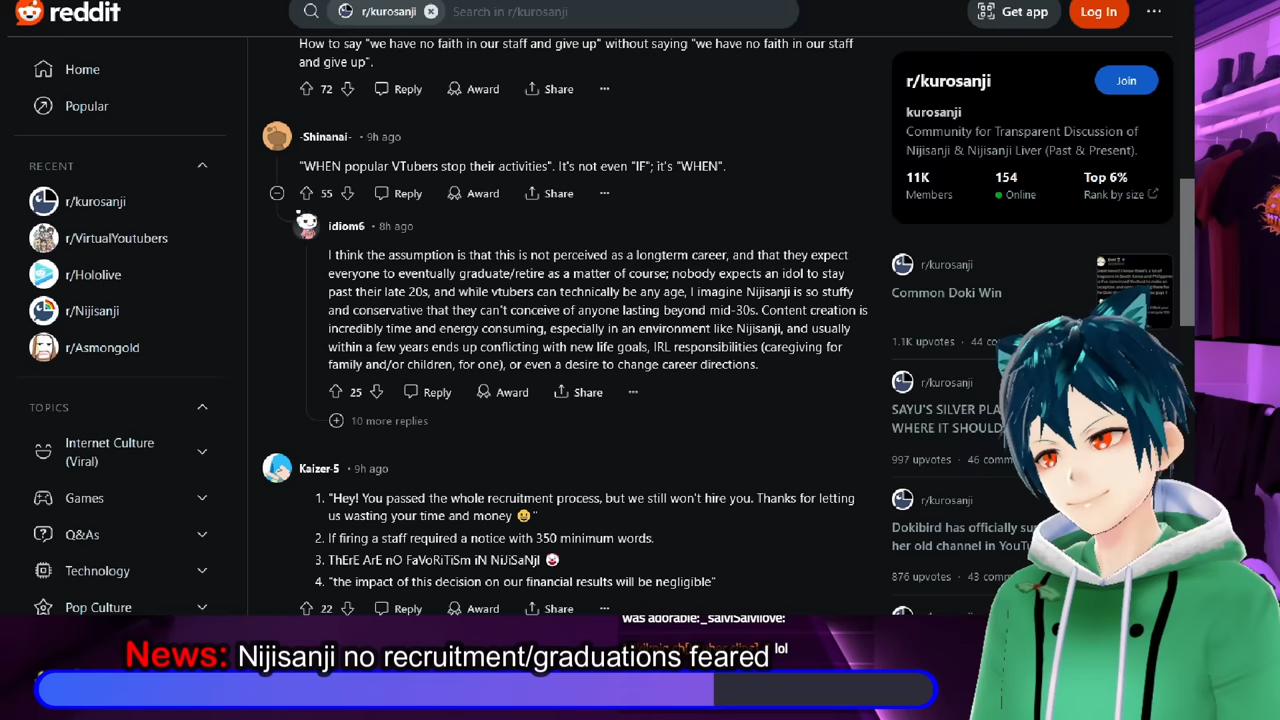 reddit
r/kurosanji
Search in r/kurosanji
Get app
Log In
Home
Popular
RECENT
r/kurosanji
r/VirtualYoutubers
r/Hololive
r/Nijisanji
r/Asmongold
TOPICS
Internet Culture
(Viral)
Games
Q&As
Technology
Pop Culture
How to say "we have no faith in our staff and give up" without saying "we have no faith in our staff
and give up".
72
Reply
Award
Share
-Shinanai- • 9h ago
"WHEN popular VTubers stop their activities". It's not even "IF"; it's "WHEN".
55
Reply
Award
Share
idiom6 • 8h ago
I think the assumption is that this is not perceived as a longterm career, and that they expect
everyone to eventually graduate/retire as a matter of course; nobody expects an idol to stay
past their late 20s. While vtubers can technically be any age, I imagine Nijisanji is so stuffy
and conservative that they can't conceive of anyone lasting beyond mid-30s. Content creation is
incredibly time and energy consuming, especially in an environment like Nijisanji, and usually
within a few years ends up conflicting with new life goals, IRL responsibilities (caregiving for
family and/or children, for one), or even a desire to change career directions.
25
Reply
Award
Share
10 more replies
Kaizer-5 • 9h ago
1. "Hey! You passed the whole recruitment process, but we still won't hire you. Thanks for letting
us wasting your time and money 😀"
2. If firing a staff required a notice with 350 minimum words.
3. ThErE ArE nO FaVoRiTiSm iN NiJiSaNjI 🤡
4. "the impact of this decision on our financial results will be negligible"
22
Reply
Award
Share
r/kurosanji
Join
kurosanji
Community for Transparent Discussion of
Nijisanji & Nijisanji Liver (Past & Present).
11K
Members
154
Online
Top 6%
Rank by size
r/kurosanji
Common Doki Win
1.1K upvotes • 44
r/kurosanji
SAYU'S SILVER
WHERE IT SHOULD
997 upvotes • 46
r/kurosanji
Dokibird has officially
her old channel in
876 upvotes • 43
was adorable:_salviSalvilove:
lol
News: Nijisanji no recruitment/graduations feared